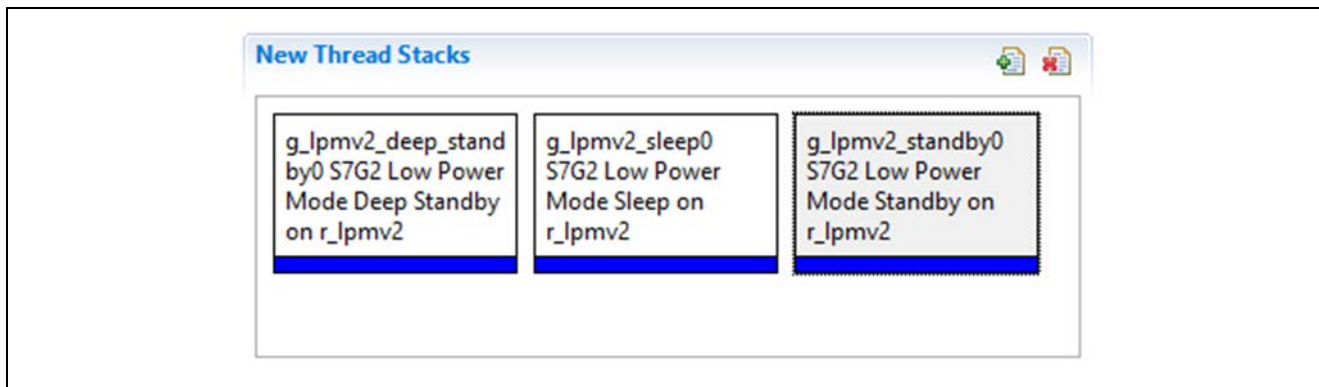 New Thread Stacks
g_lpmv2_deep_stand
by0 S7G2 Low Power
Mode Deep Standby
on r_lpmv2
g_lpmv2_sleep0
S7G2 Low Power
Mode Sleep on
r_lpmv2
g_lpmv2_standby0
S7G2 Low Power
Mode Standby on
r_lpmv2